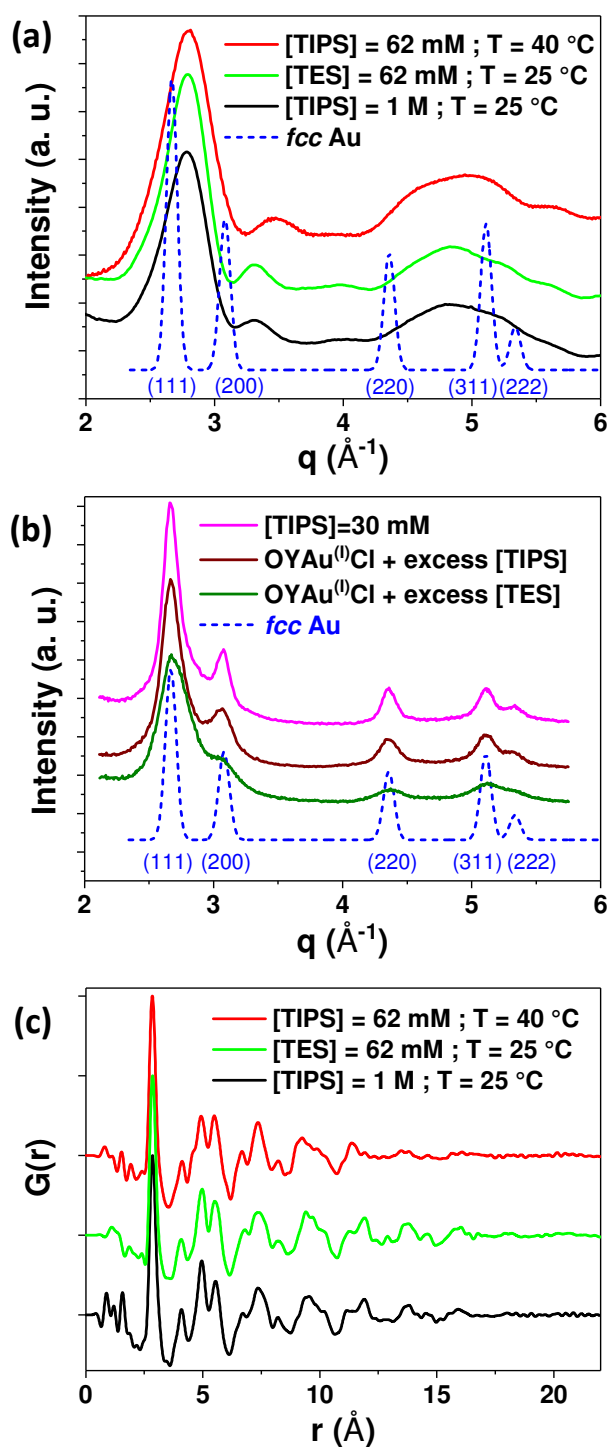 (a)
[TIPS] = 62 mM ; T = 40 °C
[TES] = 62 mM ; T = 25 °C
[TIPS] = 1 M ; T = 25 °C
fcc Au
Intensity (a. u.)
(111) (200) (220) (311) (222)
2 3 4 5 6
q (Å⁻¹)
(b)
[TIPS]=30 mM
OYAu⁽ᴵ⁾Cl + excess [TIPS]
OYAu⁽ᴵ⁾Cl + excess [TES]
fcc Au
Intensity (a. u.)
(111) (200) (220) (311) (222)
2 3 4 5 6
q (Å⁻¹)
(c)
[TIPS] = 62 mM ; T = 40 °C
[TES] = 62 mM ; T = 25 °C
[TIPS] = 1 M ; T = 25 °C
G(r)
0 5 10 15 20
r (Å)